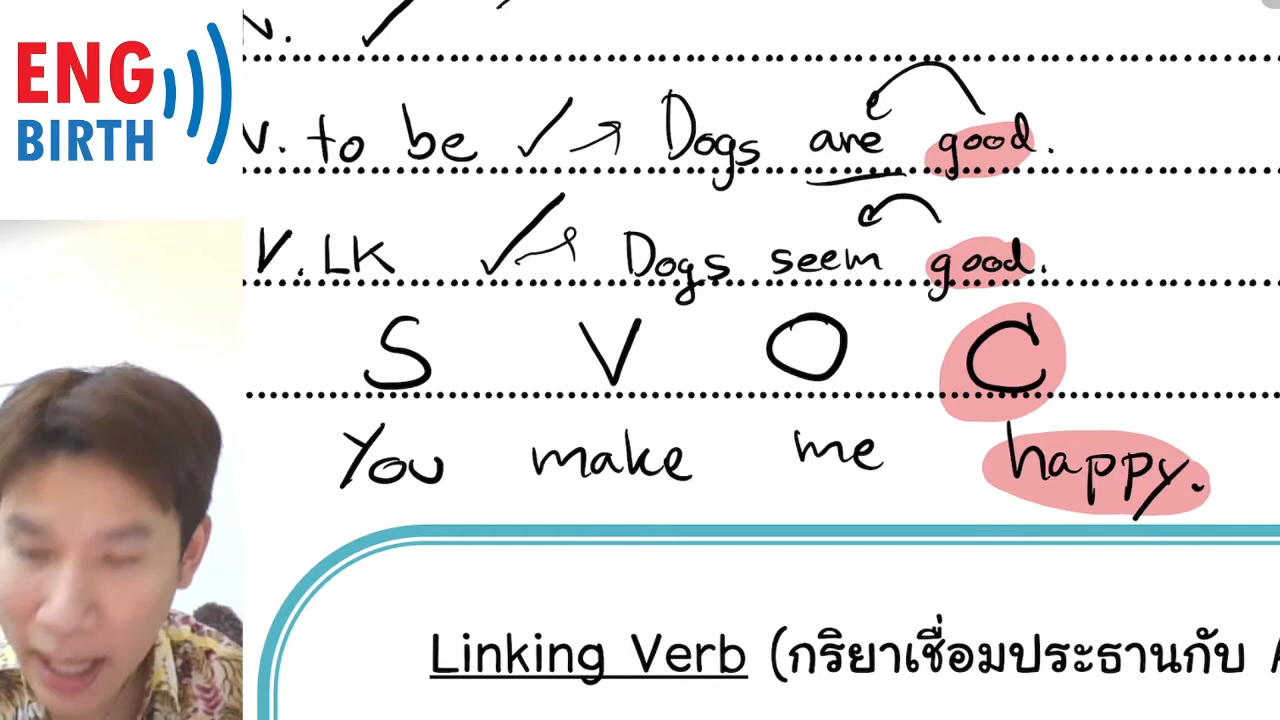 ENG
BIRTH
v. to be ✓ Dogs are good.
V. LK ✓ Dogs seem good.
S V O C
You make me happy.
Linking Verb (กริยาเชื่อมประธานกับ